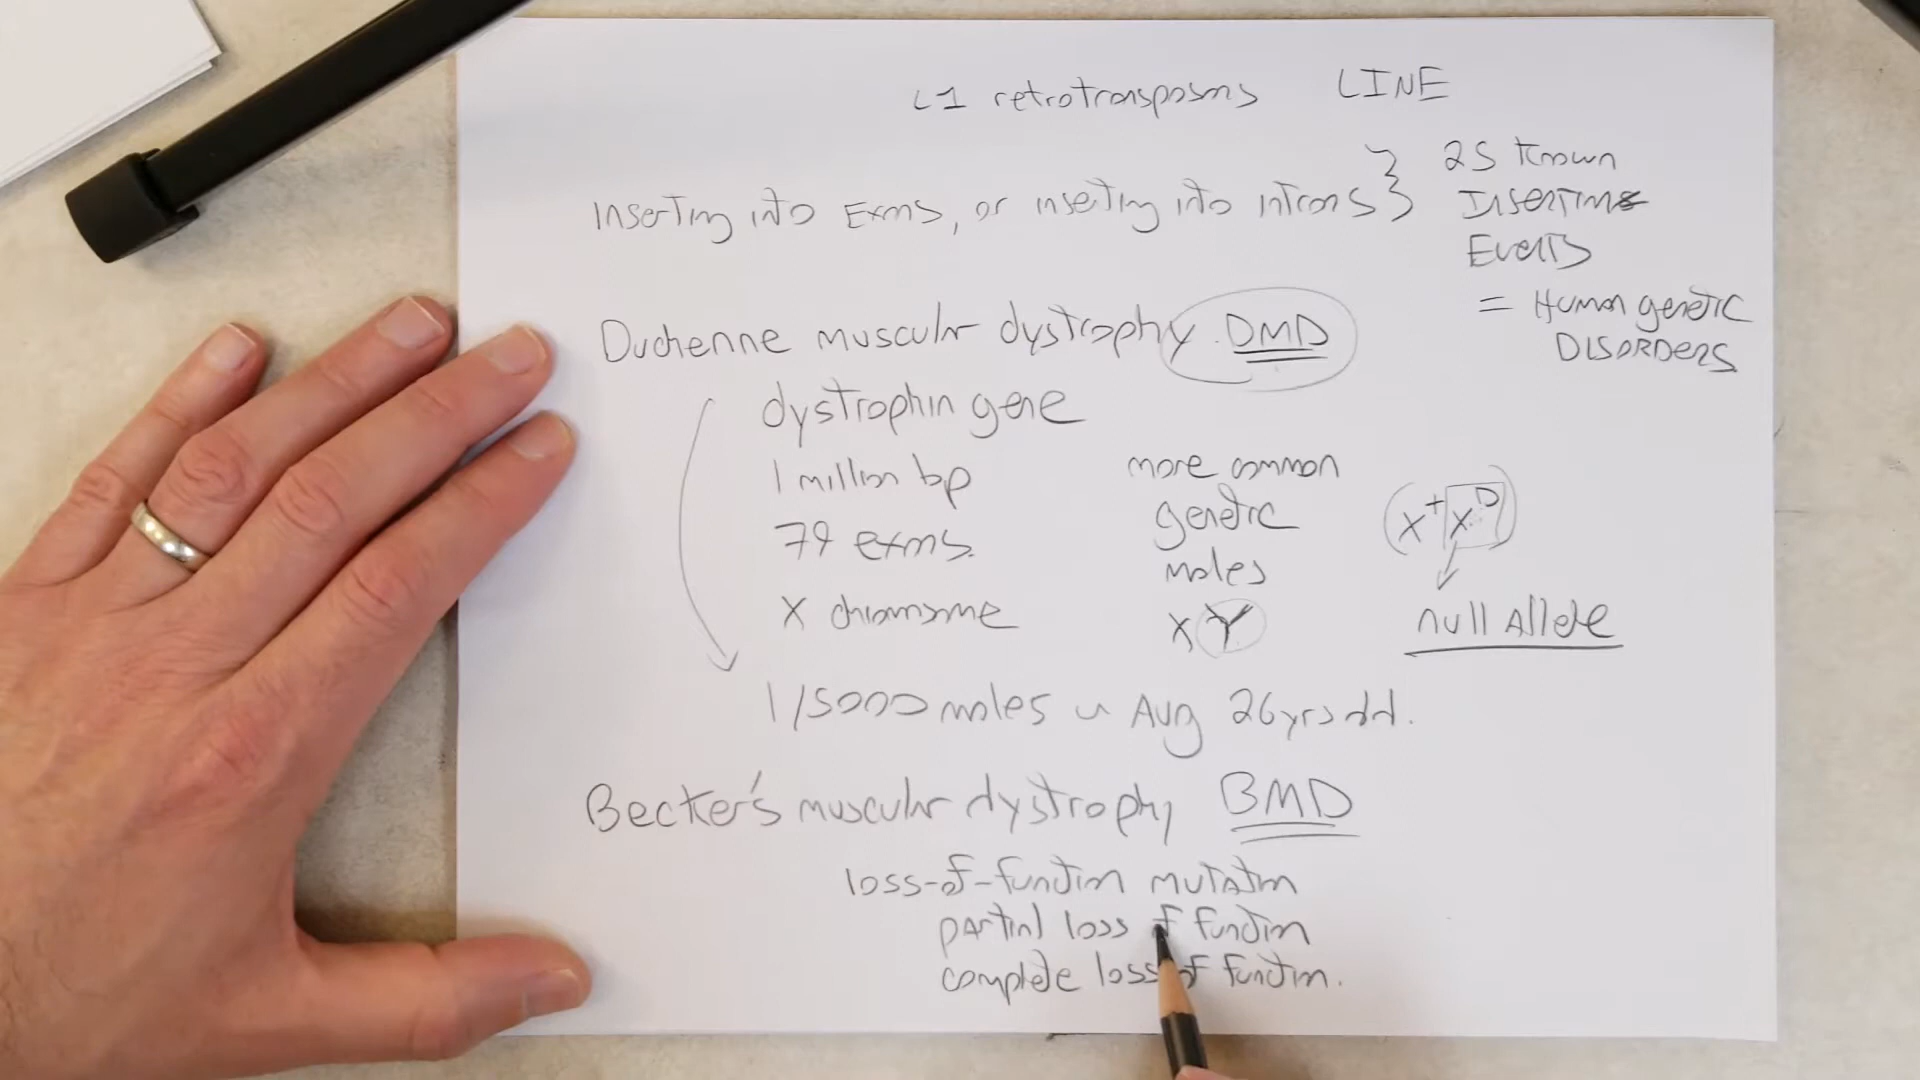 L1 retrotransposons LINE
Inserting into Exons, or inserting into introns } 25 known
Insertions
Events
= Human genetic
DISORDERS
Duchenne muscular dystrophy. DMD
dystrophin gene
1 million bp
79 exons.
X chromosome
more common
genetic
males
X Y
X+ XD
null Allele
1/5000 males ~ Avg 26yrs old.
Becker's muscular dystrophy BMD
loss-of-function mutation
partial loss of function
complete loss of function.